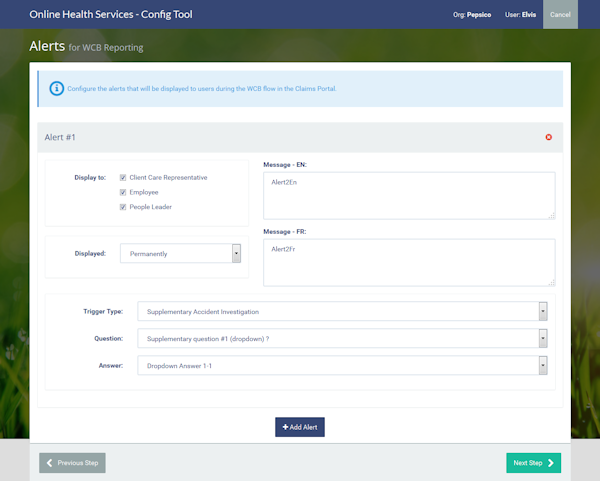 Online Health Services - Config Tool
Org: Pepsico
User: Elvis
Cancel
Alerts for WCB Reporting
Configure the alerts that will be displayed to users during the WCB flow in the Claims Portal.
Alert #1
Display to:
Client Care Representative
Employee
People Leader
Message - EN:
Alert2En
Displayed:
Permanently
Message - FR:
Alert2Fr
Trigger Type:
Supplementary Accident Investigation
Question:
Supplementary question #1 (dropdown) ?
Answer:
Dropdown Answer 1-1
+ Add Alert
Previous Step
Next Step